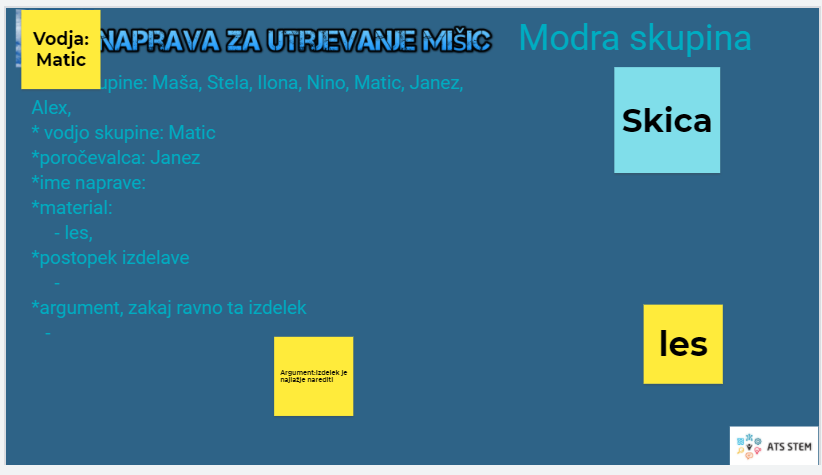 Vodja:
Matic
NAPRAVA ZA UTRJEVANJE MIŠIC
Modra skupina
upine: Maša, Stela, Ilona, Nino, Matic, Janez,
Alex,
* vodjo skupine: Matic
*poročevalca: Janez
*ime naprave:
*material:
- les,
*postopek izdelave
-
*argument, zakaj ravno ta izdelek
-
Argument:izdelek je
najlažje narediti
Skica
les
ATS STEM